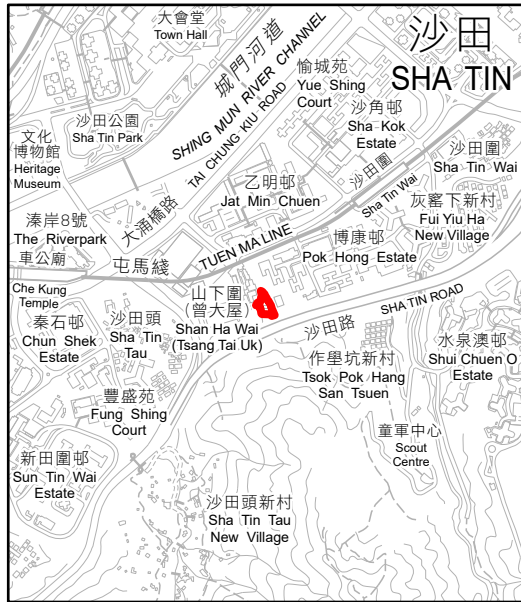 大會堂
Town Hall
沙田
SHA TIN
城門河道
SHING MUN RIVER CHANNEL
愉城苑
Yue Shing
Court
TAI CHUNG KIU ROAD
沙田公園
Sha Tin Park
沙角邨
Sha Kok
Estate
文化
博物館
Heritage
Museum
沙田圍
Sha Tin Wai
沙田圍
Sha Tin Wai
乙明邨
Jat Min Chuen
大涌橋路
灰窰下新村
Fui Yiu Ha
New Village
溱岸8號
The Riverpark
博康邨
Pok Hong Estate
TUEN MA LINE
屯馬綫
車公廟
Che Kung
Temple
山下圍
(曾大屋)
Shan Ha Wai
(Tsang Tai Uk)
SHA TIN ROAD
沙田路
秦石邨
Chun Shek
Estate
沙田頭
Sha Tin
Tau
水泉澳邨
Shui Chuen O
Estate
作壆坑新村
Tsok Pok Hang
San Tsuen
豐盛苑
Fung Shing
Court
童軍中心
Scout
Centre
新田圍邨
Sun Tin Wai
Estate
沙田頭新村
Sha Tin Tau
New Village